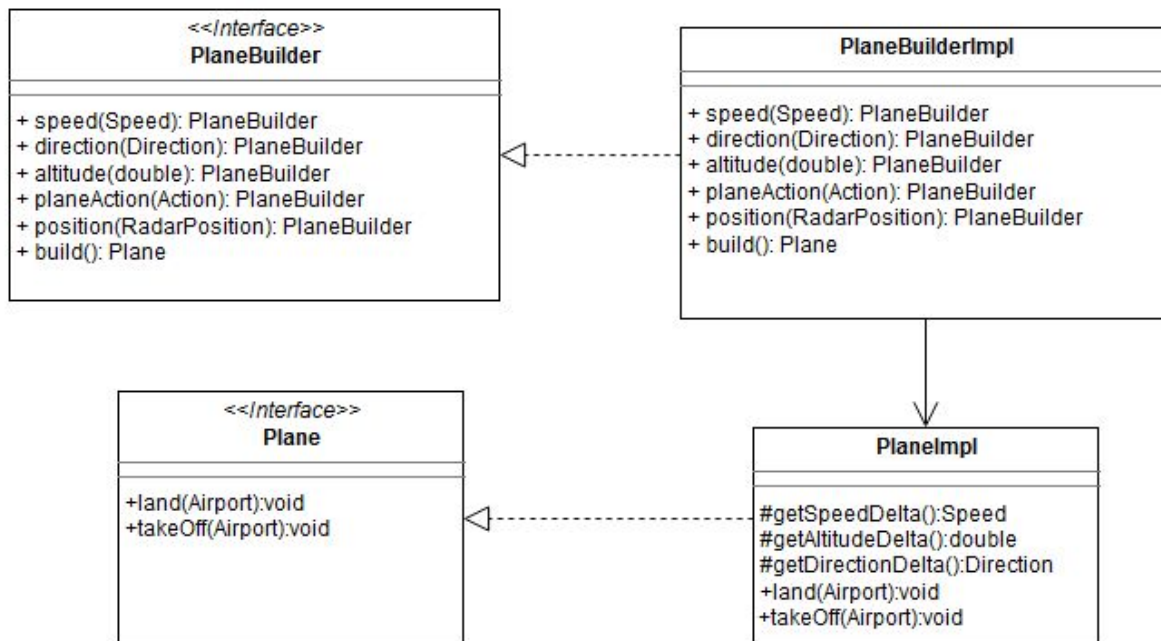 <<Interface>>
PlaneBuilder
+ speed(Speed): PlaneBuilder
+ direction(Direction): PlaneBuilder
+ altitude(double): PlaneBuilder
+ planeAction(Action): PlaneBuilder
+ position(RadarPosition): PlaneBuilder
+ build(): Plane
PlaneBuilderImpl
+ speed(Speed): PlaneBuilder
+ direction(Direction): PlaneBuilder
+ altitude(double): PlaneBuilder
+ planeAction(Action): PlaneBuilder
+ position(RadarPosition): PlaneBuilder
+ build(): Plane
<<Interface>>
Plane
+land(Airport):void
+takeOff(Airport):void
PlaneImpl
#getSpeedDelta():Speed
#getAltitudeDelta():double
#getDirectionDelta():Direction
+land(Airport):void
+takeOff(Airport):void